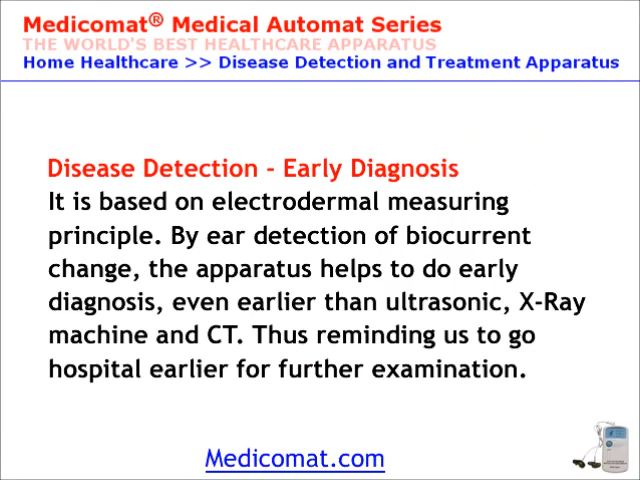 Medicomat® Medical Automat Series
THE WORLD'S BEST HEALTHCARE APPARATUS
Home Healthcare >> Disease Detection and Treatment Apparatus
Disease Detection - Early Diagnosis
It is based on electrodermal measuring
principle. By ear detection of biocurrent
change, the apparatus helps to do early
diagnosis, even earlier than ultrasonic, X-Ray
machine and CT. Thus reminding us to go
hospital earlier for further examination.
Medicomat.com